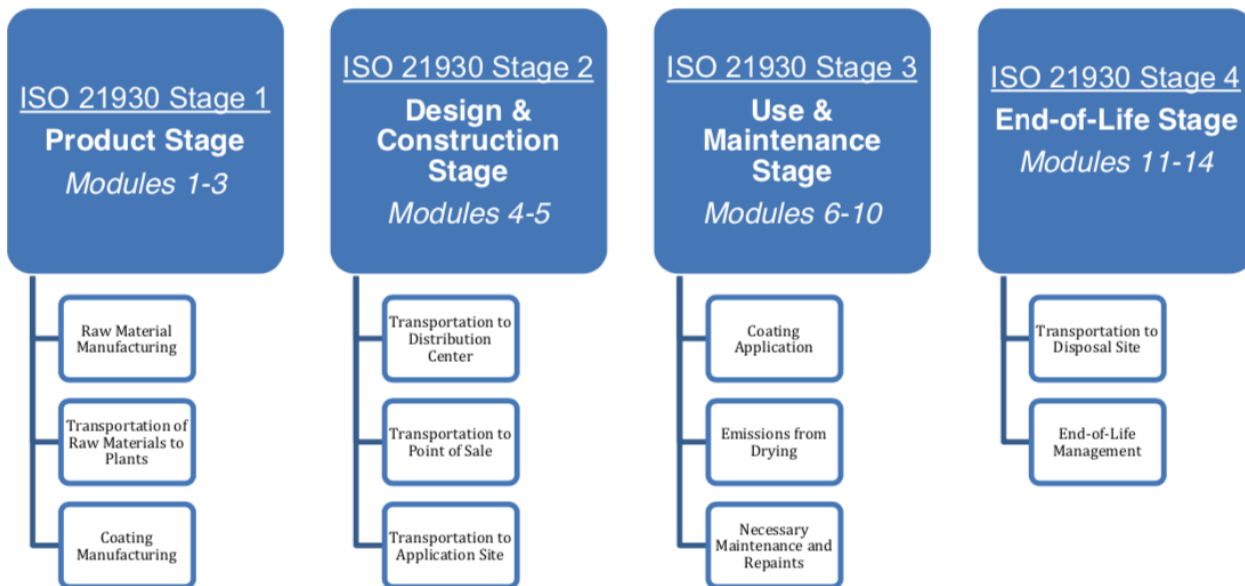 ISO 21930 Stage 1
Product Stage
Modules 1-3
Raw Material
Manufacturing
Transportation of
Raw Materials to
Plants
Coating
Manufacturing
ISO 21930 Stage 2
Design &
Construction
Stage
Modules 4-5
Transportation to
Distribution
Center
Transportation to
Point of Sale
Transportation to
Application Site
ISO 21930 Stage 3
Use &
Maintenance
Stage
Modules 6-10
Coating
Application
Emissions from
Drying
Necessary
Maintenance and
Repaints
ISO 21930 Stage 4
End-of-Life Stage
Modules 11-14
Transportation to
Disposal Site
End-of-Life
Management